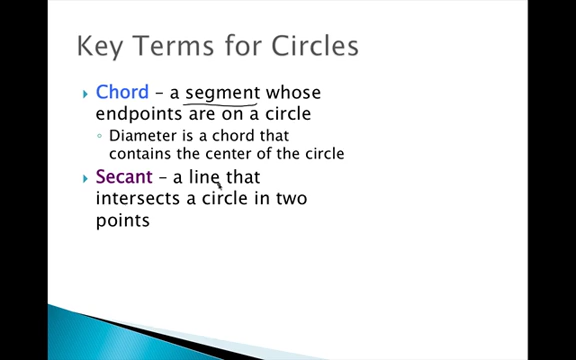 Key Terms for Circles
Chord – a segment whose
endpoints are on a circle
Diameter is a chord that
contains the center of the circle
Secant – a line that
intersects a circle in two
points